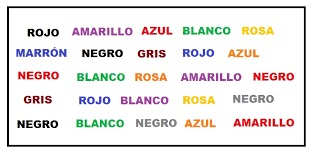 ROJO AMARILLO AZUL BLANCO ROSA
MARRÓN NEGRO GRIS ROJO AZUL
NEGRO BLANCO ROSA AMARILLO NEGRO
GRIS ROJO BLANCO ROSA NEGRO
NEGRO BLANCO NEGRO AZUL AMARILLO